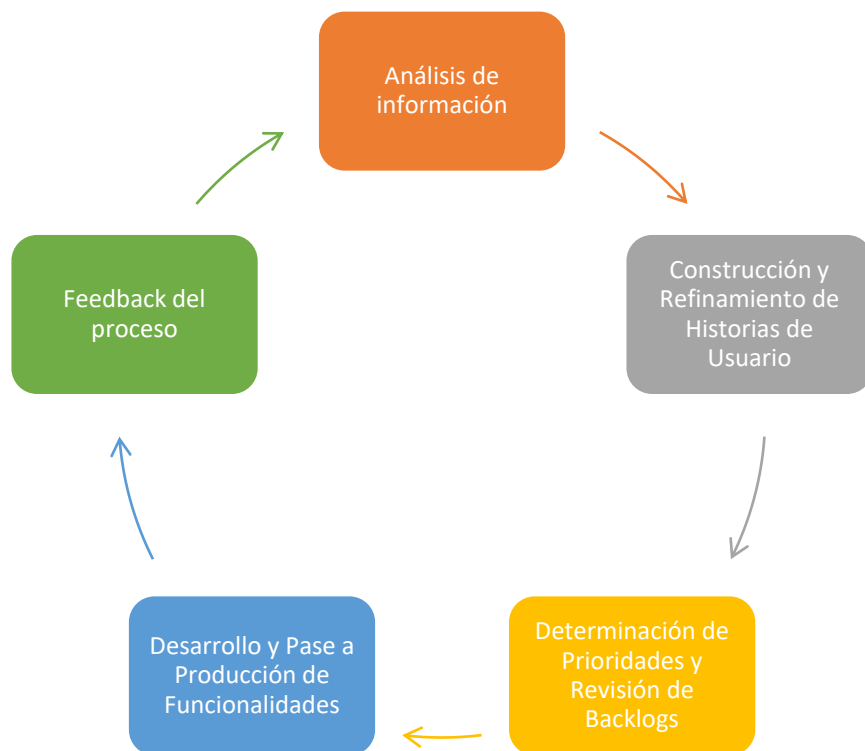 Análisis de
información
Construcción y
Refinamiento de
Historias de
Usuario
Determinación de
Prioridades y
Revisión de
Backlogs
Desarrollo y Pase a
Producción de
Funcionalidades
Feedback del
proceso